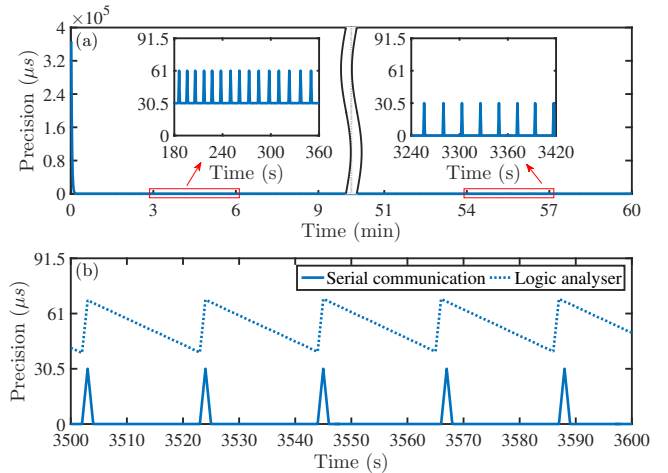 ×10⁵
(a)
Precision (μs)
4
3.2
2.4
1.6
0.8
0
91.5
61
30.5
0
180 240 300 360
Time (s)
91.5
61
30.5
0
3240 3300 3360 3420
Time (s)
0 3 6 9 51 54 57 60
Time (min)
(b)
Precision (μs)
91.5
61
30.5
0
Serial communication Logic analyser
3500 3510 3520 3530 3540 3550 3560 3570 3580 3590 3600
Time (s)